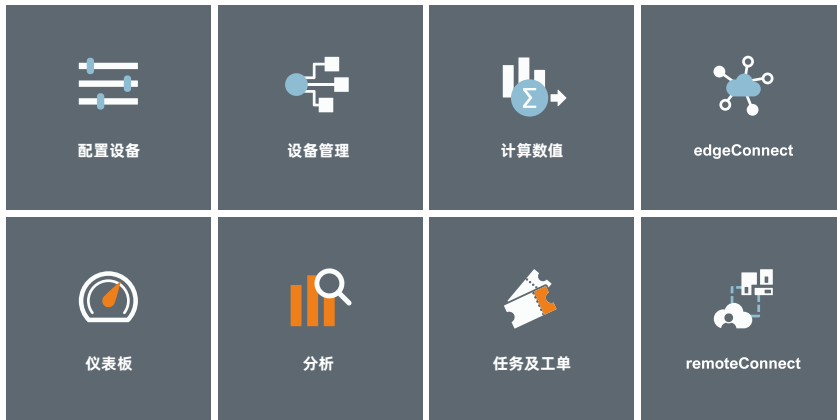 配置设备
设备管理
计算数值
edgeConnect
仪表板
分析
任务及工单
remoteConnect